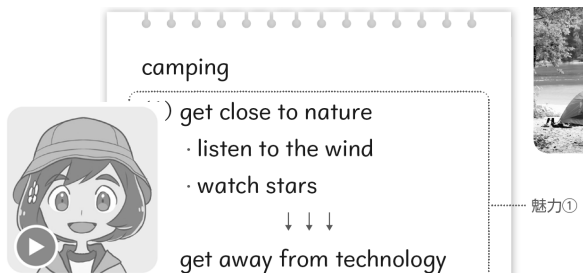 camping
) get close to nature
· listen to the wind
· watch stars
↓ ↓ ↓
get away from technology
魅力①